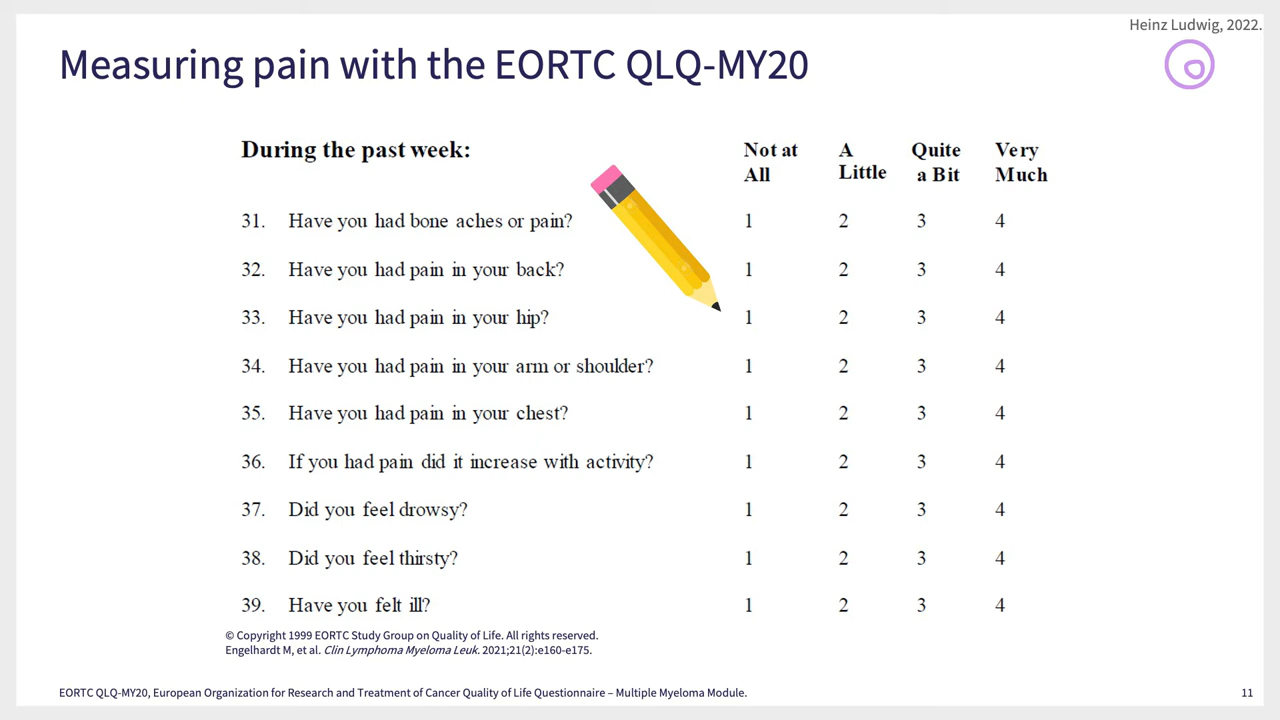 Heinz Ludwig, 2022.
Measuring pain with the EORTC QLQ-MY20
During the past week: Not at All A Little Quite a Bit Very Much
31. Have you had bone aches or pain? 1 2 3 4
32. Have you had pain in your back? 1 2 3 4
33. Have you had pain in your hip? 1 2 3 4
34. Have you had pain in your arm or shoulder? 1 2 3 4
35. Have you had pain in your chest? 1 2 3 4
36. If you had pain did it increase with activity? 1 2 3 4
37. Did you feel drowsy? 1 2 3 4
38. Did you feel thirsty? 1 2 3 4
39. Have you felt ill? 1 2 3 4
© Copyright 1999 EORTC Study Group on Quality of Life. All rights reserved.
Engelhardt M, et al. Clin Lymphoma Myeloma Leuk. 2021;21(2):e160-e175.
EORTC QLQ-MY20, European Organization for Research and Treatment of Cancer Quality of Life Questionnaire – Multiple Myeloma Module. 11